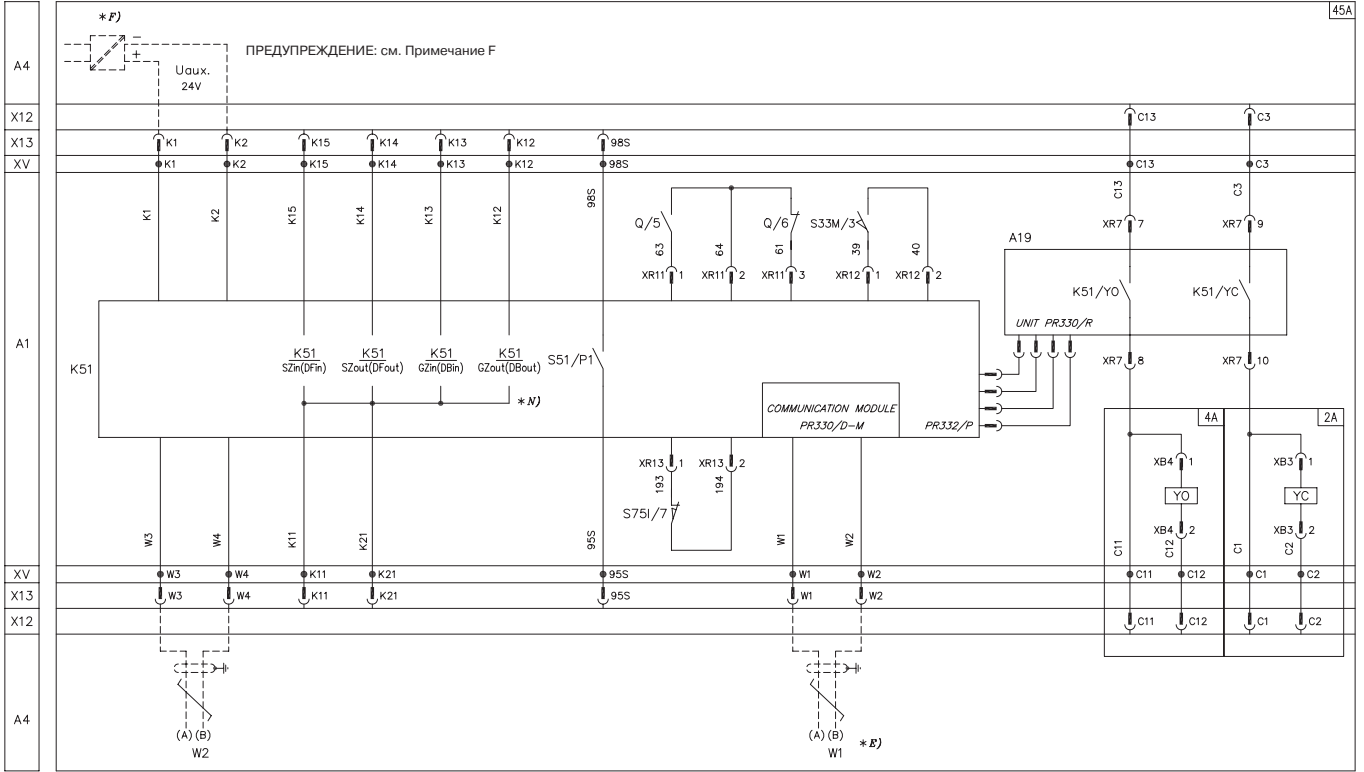 *F)
45A
ПРЕДУПРЕЖДЕНИЕ: см. Примечание F
−
+
A4
Uaux.
24V
X12
C13 C3
X13
K1 K2 K15 K14 K13 K12 98S
XV
K1 K2 K15 K14 K13 K12 98S C13 C3
K1 K2 K15 K14 K13 K12 98S C13 C3
Q/5 Q/6 S33M/3
XR7 7 XR7 9
63 64 61 39 40
A19
XR11 1 XR11 2 XR11 3 XR12 1 XR12 2
K51/YO K51/YC
UNIT PR330/R
A1
K51
K51 K51 K51 K51
SZin(DFin) SZout(DFout) GZin(DBin) GZout(DBout)
S51/P1
XR7 8 XR7 10
*N)
COMMUNICATION MODULE
PR330/D-M
PR332/P
4A 2A
XR13 1 XR13 2
XB4 1 XB3 1
193 194
YO YC
S75I/7
XB4 2 XB3 2
W3 W4 K11 K21 95S W1 W2 C11 C12 C1 C2
XV
W3 W4 K11 K21 95S W1 W2 C11 C12 C1 C2
X13
W3 W4 K11 K21 95S W1 W2
X12
C11 C12 C1 C2
A4
(A) (B) (A) (B)
W2 W1
*E)